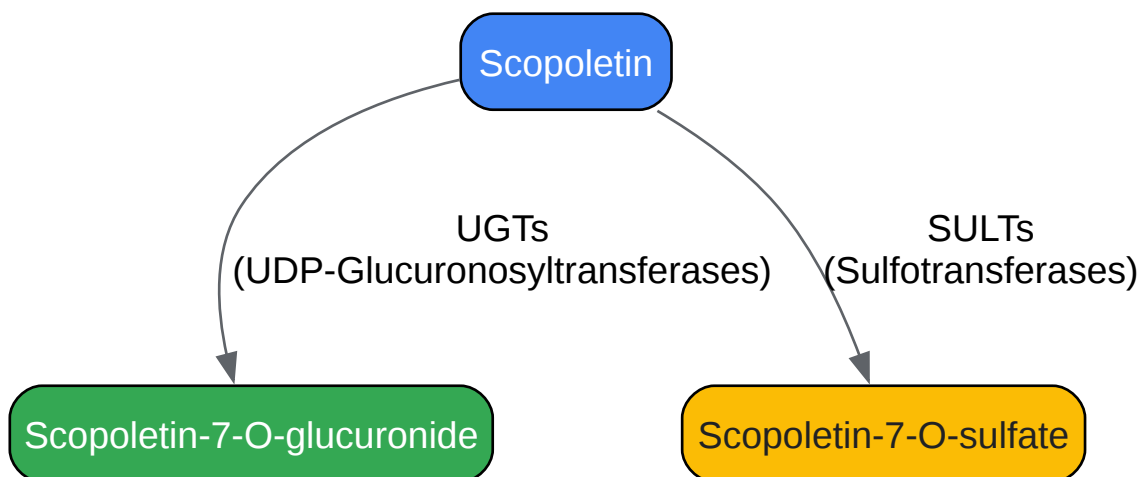 Scopoletin
UGTs
(UDP-Glucuronosyltransferases)
SULTs
(Sulfotransferases)
Scopoletin-7-O-glucuronide
Scopoletin-7-O-sulfate